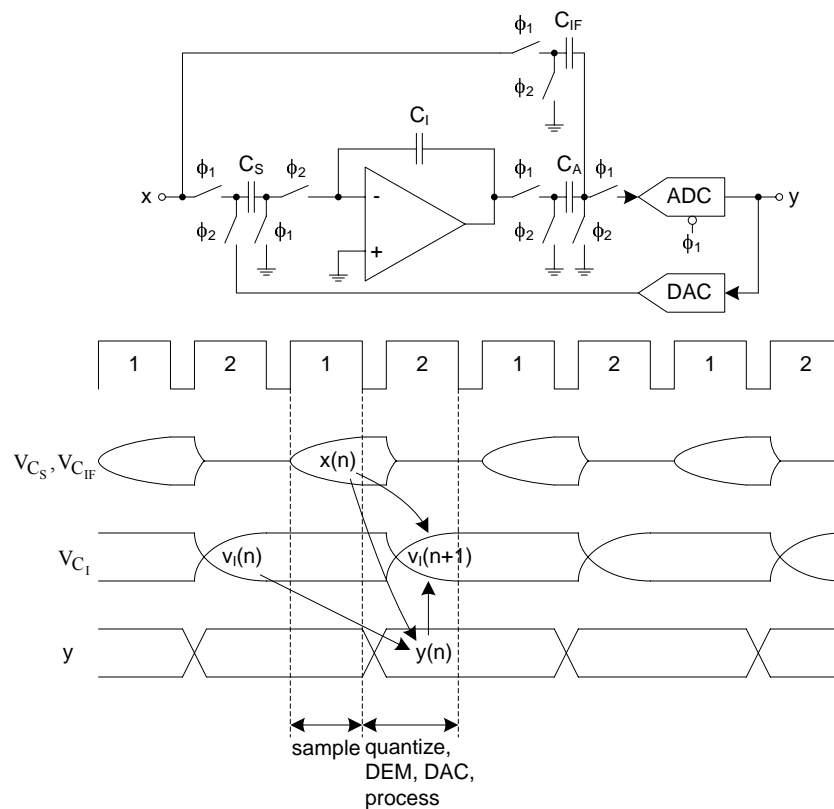 ϕ1
CIF
ϕ2
CI
ϕ1
CS
ϕ2
ϕ1
CA
ϕ1
x
-
ADC
y
ϕ2
ϕ1
+
ϕ2
ϕ2
ϕ1
DAC
1
2
1
2
1
2
1
2
VCS, VCIF
x(n)
VCI
vI(n)
vI(n+1)
y
y(n)
sample
quantize,
DEM, DAC,
process